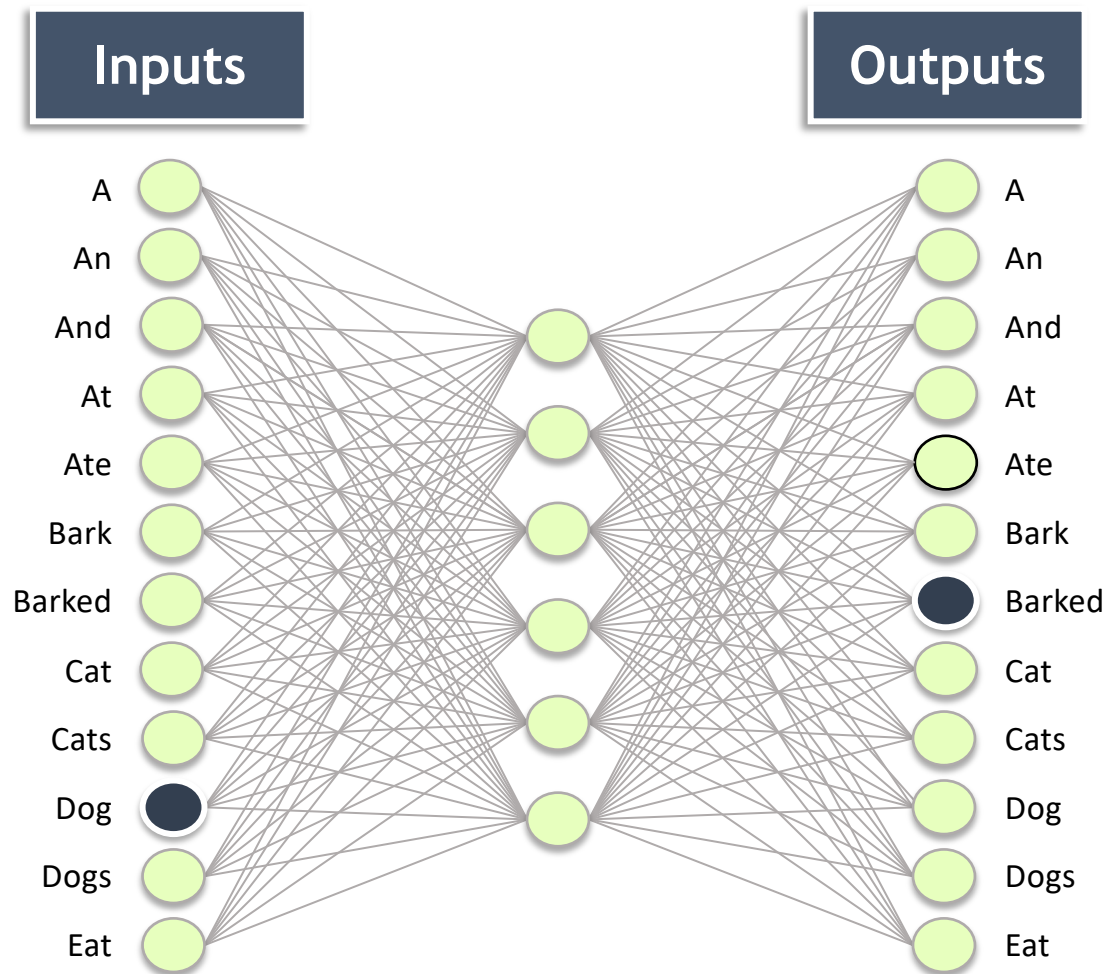 Inputs
Outputs
A
An
And
At
Ate
Bark
Barked
Cat
Cats
Dog
Dogs
Eat
A
An
And
At
Ate
Bark
Barked
Cat
Cats
Dog
Dogs
Eat